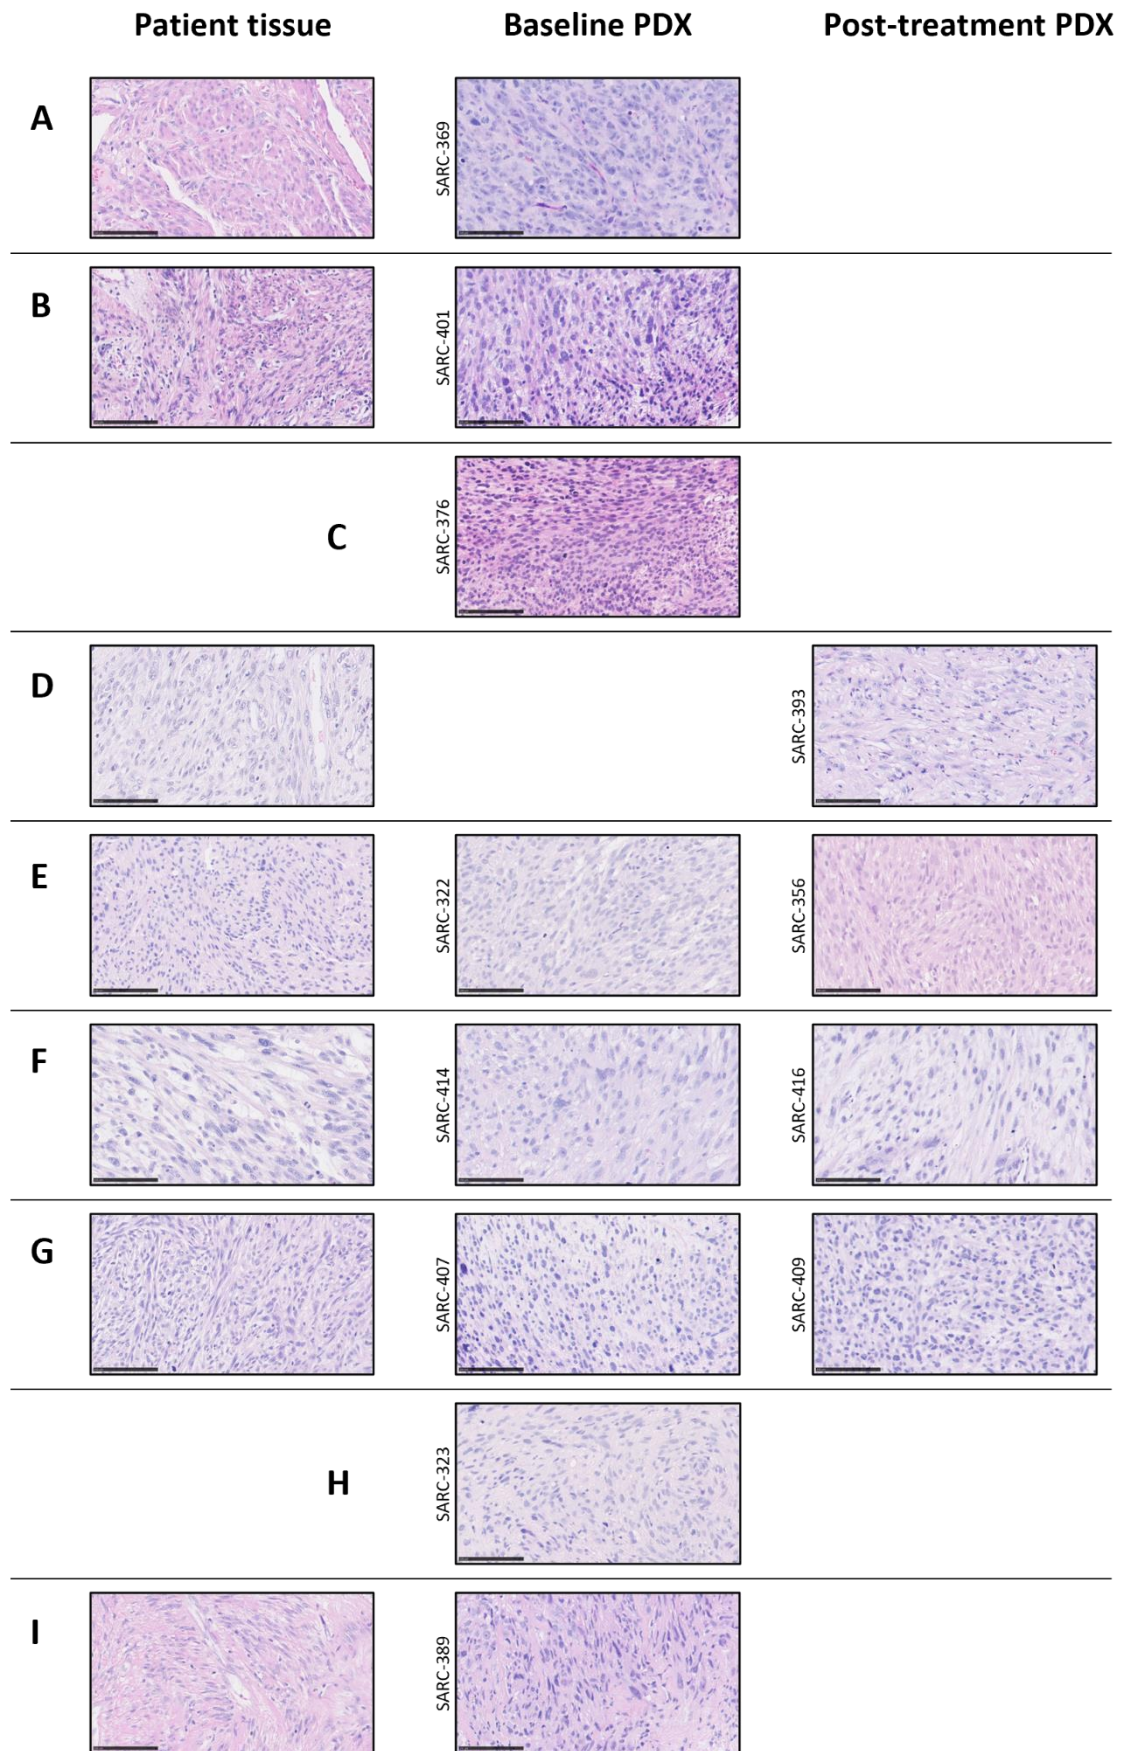 Patient tissue Baseline PDX Post-treatment PDX
A SARC-369
B SARC-401
C SARC-376
D SARC-393
E SARC-322 SARC-356
F SARC-414 SARC-416
G SARC-407 SARC-409
H SARC-323
I SARC-389